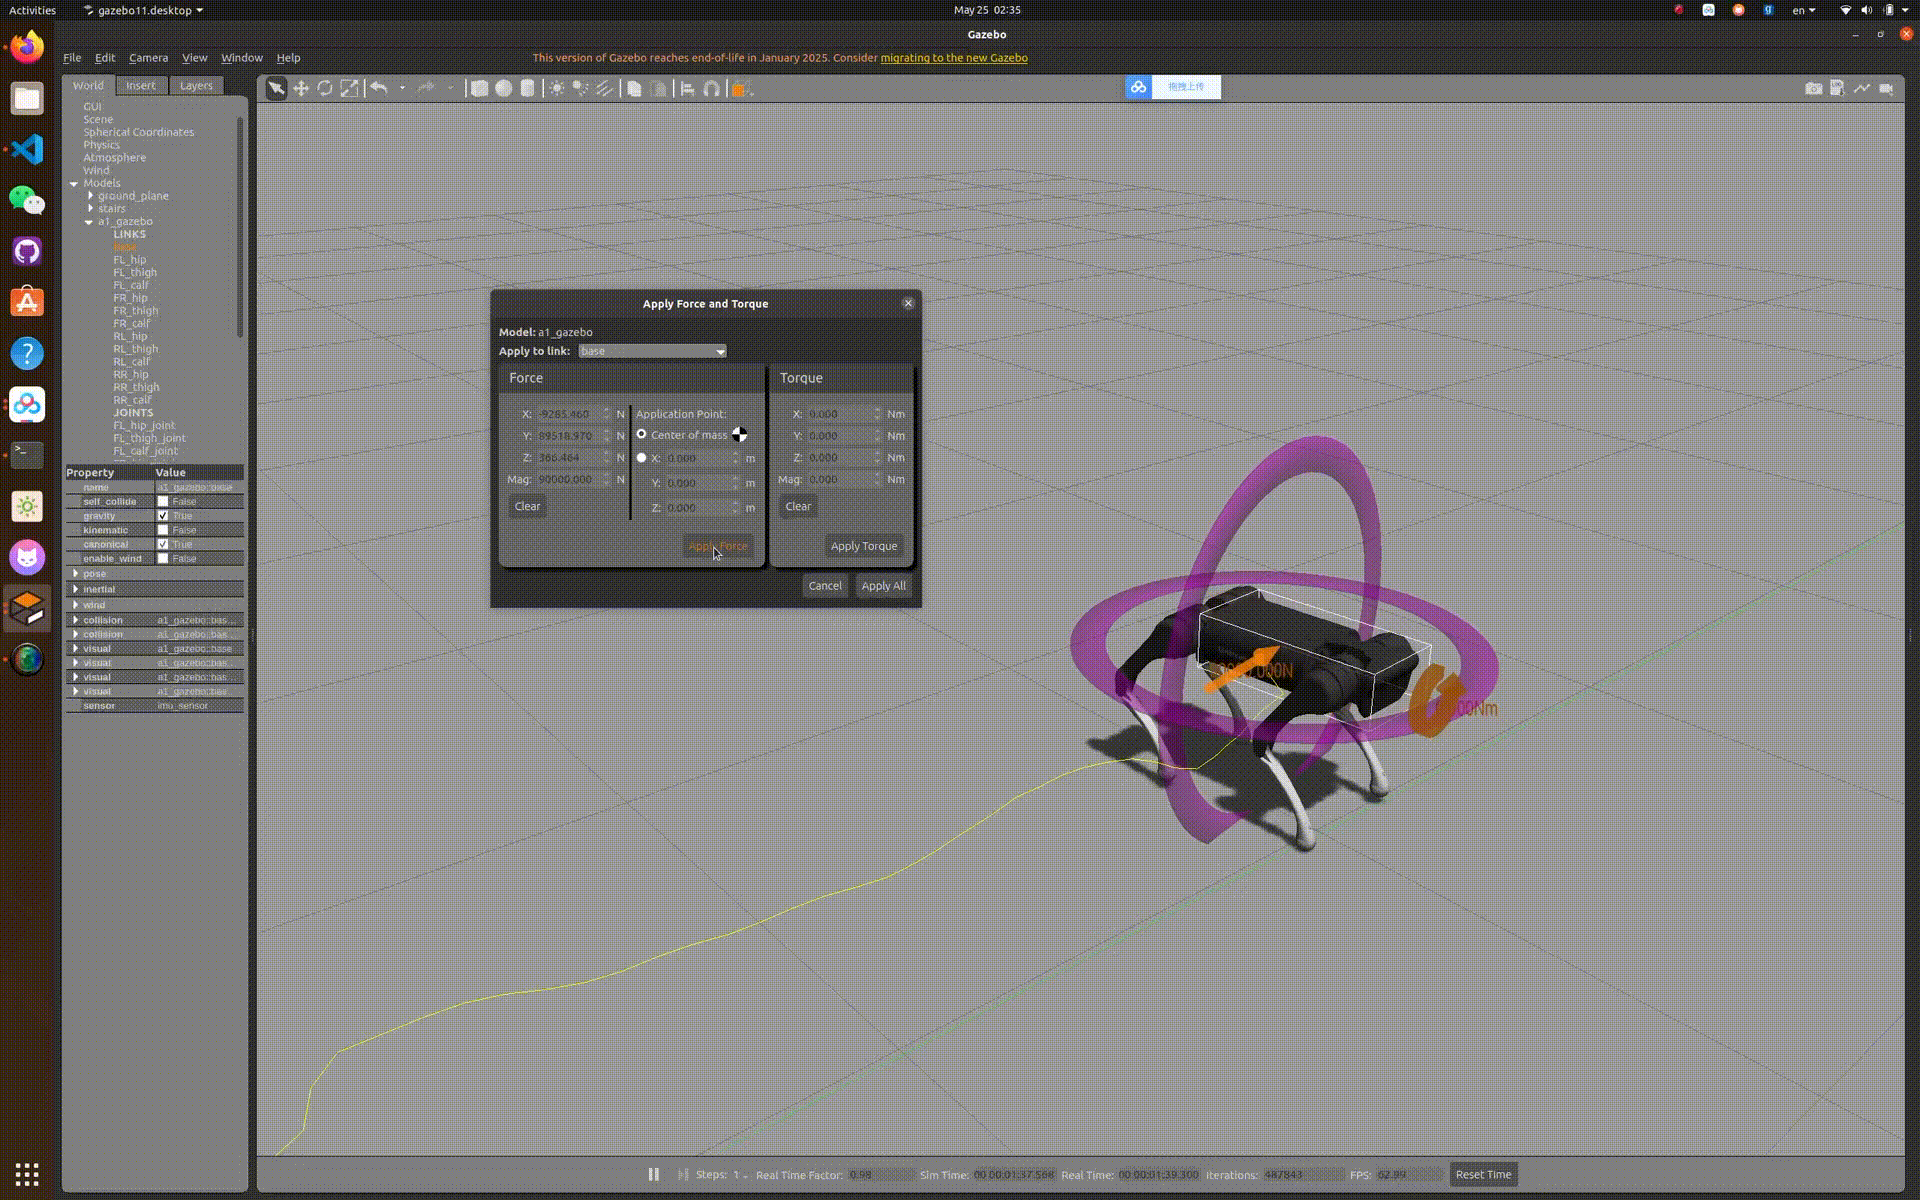 Activities
gazebo11.desktop
May 25 02:35
en
Gazebo
File Edit Camera View Window Help
This version of Gazebo reaches end-of-life in January 2025. Consider migrating to the new Gazebo
World Insert Layers
拖拽上传
GUI
Scene
Spherical Coordinates
Physics
Atmosphere
Wind
Models
ground_plane
stairs
a1_gazebo
LINKS
FL_hip
FL_thigh
FL_calf
FR_hip
FR_thigh
FR_calf
RL_hip
RL_thigh
RL_calf
RR_hip
RR_thigh
RR_calf
JOINTS
FL_hip_joint
FL_thigh_joint
FL_calf_joint
Property Value
name a1_gazebo::base
self_collide False
gravity True
kinematic False
canonical True
enable_wind False
pose
inertial
wind
collision a1_gazebo::bas...
collision a1_gazebo::bas...
visual a1_gazebo::base
visual a1_gazebo::bas...
visual a1_gazebo::bas...
visual a1_gazebo::bas...
sensor imu_sensor
Apply Force and Torque
Model: a1_gazebo
Apply to link: base
Force
X: -9285.460 N
Y: 89518.970 N
Z: 366.464 N
Mag: 90000.000 N
Clear
Application Point:
Center of mass
X: 0.000 m
Y: 0.000 m
Z: 0.000 m
Apply Force
Torque
X: 0.000 Nm
Y: 0.000 Nm
Z: 0.000 Nm
Mag: 0.000 Nm
Clear
Apply Torque
Cancel Apply All
Steps: 1 Real Time Factor: 0.98 Sim Time: 00 00:01:37.568 Real Time: 00 00:01:39.300 Iterations: 487843 FPS: 62.99 Reset Time